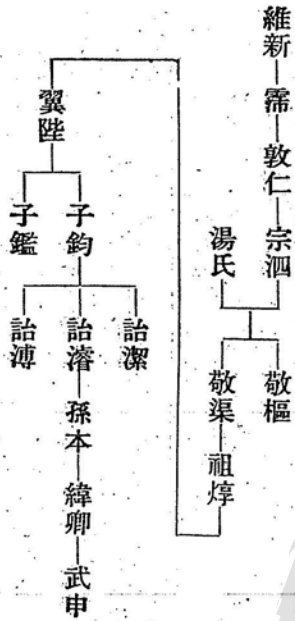 維新
霈
敦仁
宗泗
湯氏
敬樞
敬渠
祖焞
翼陛
子鈞
子鑑
詒潔
詒濬
詒溥
孫本
緯卿
武申